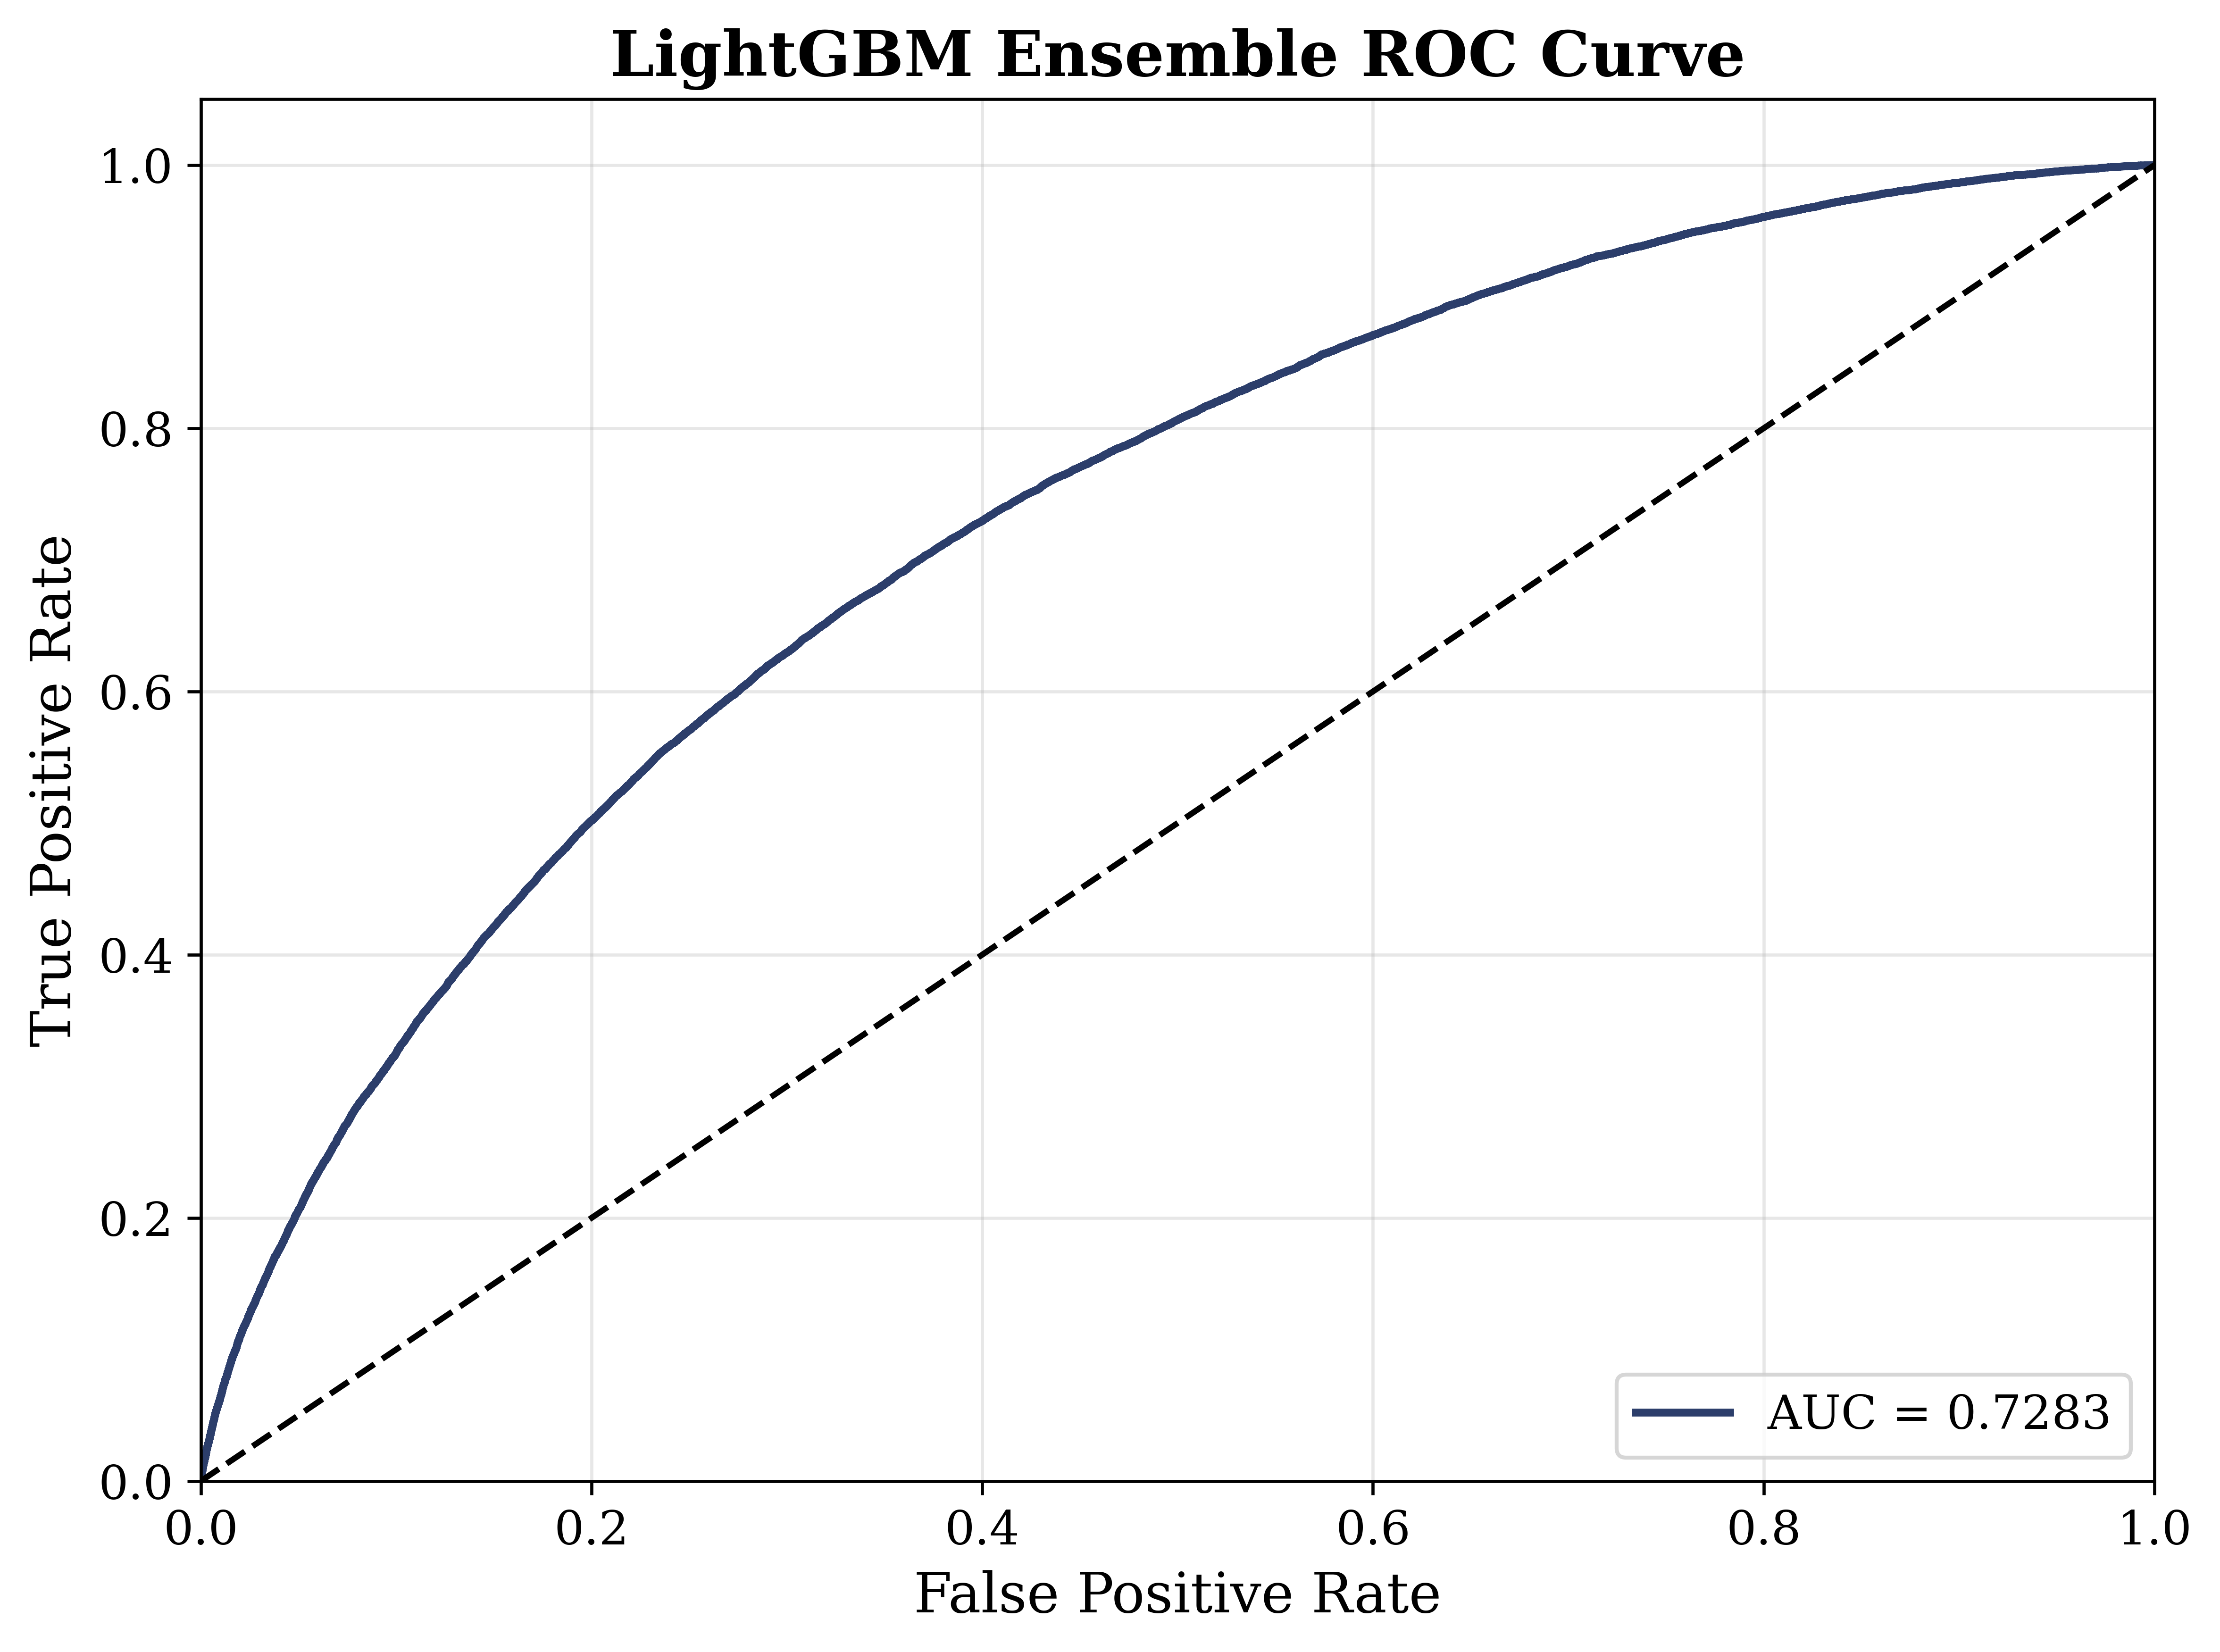 LightGBM Ensemble ROC Curve
1.0
0.8
0.6
0.4
0.2
0.0
True Positive Rate
AUC = 0.7283
0.0 0.2 0.4 0.6 0.8 1.0
False Positive Rate